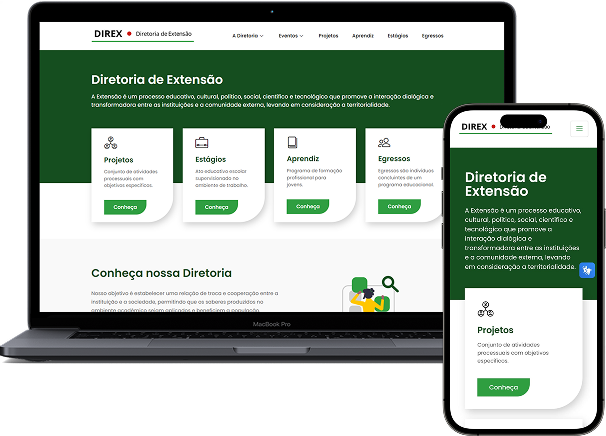 DIREX Diretoria de Extensão
A Diretoria Eventos Projetos Aprendiz Estágios Egressos
Diretoria de Extensão
A Extensão é um processo educativo, cultural, político, social, científico e tecnológico que promove a interação dialógica e
transformadora entre as instituições e a comunidade externa, levando em consideração a territorialidade.
Projetos
Conjunto de atividades
processuais com
objetivos específicos.
Conheça
Estágios
Ato educativo escolar
supervisionado no
ambiente de trabalho.
Conheça
Aprendiz
Programa de formação
profissional para
jovens.
Conheça
Egressos
Egressos são indivíduos
concluintes de um
programa educacional.
Conheça
Conheça nossa Diretoria
Nosso objetivo é estabelecer uma relação de troca e cooperação entre a
instituição e a sociedade, permitindo que os saberes produzidos no
ambiente acadêmico sejam aplicados e beneficiem a população.
MacBook Pro
DIREX
Diretoria de
Extensão
A Extensão é um processo educativo,
cultural, político, social, científico e
tecnológico que promove a
interação dialógica e
transformadora entre as instituições
e a comunidade externa, levando
em consideração a territorialidade.
Projetos
Conjunto de atividades
processuais com objetivos
específicos.
Conheça